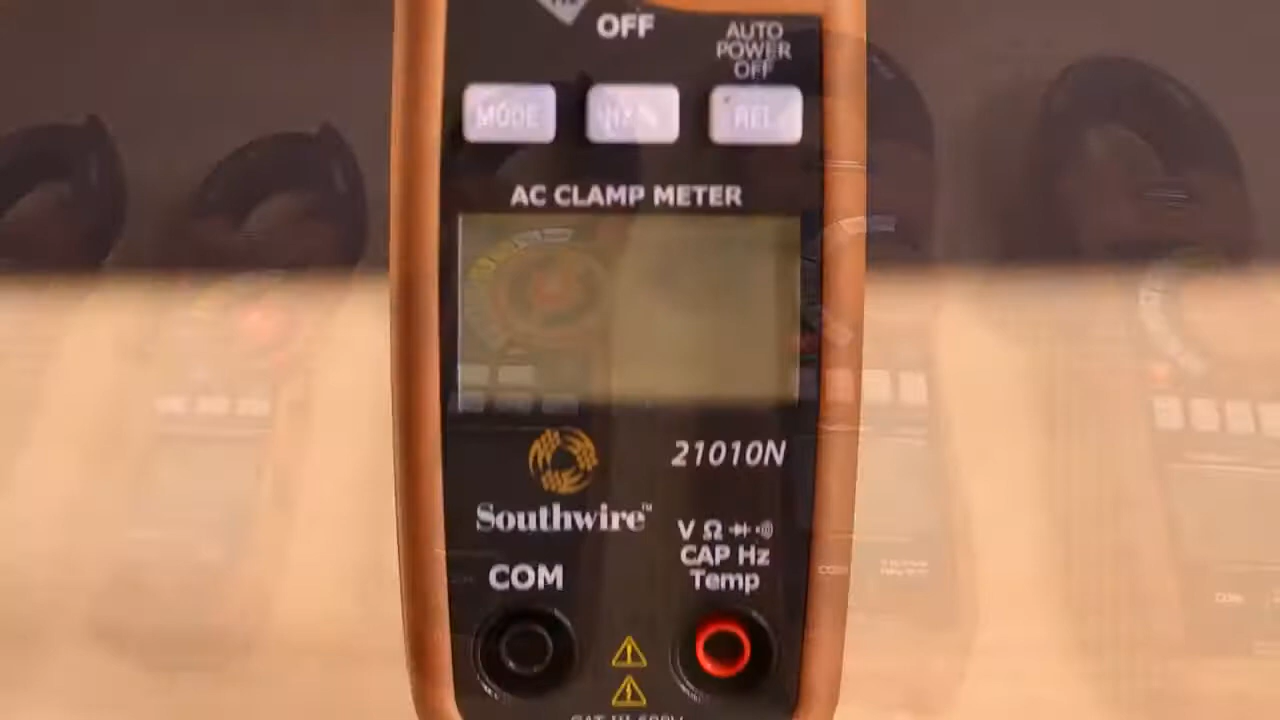 OFF
AUTO
POWER
OFF
MODE
REL
AC CLAMP METER
21010N
Southwire™
V Ω
CAP Hz
Temp
COM